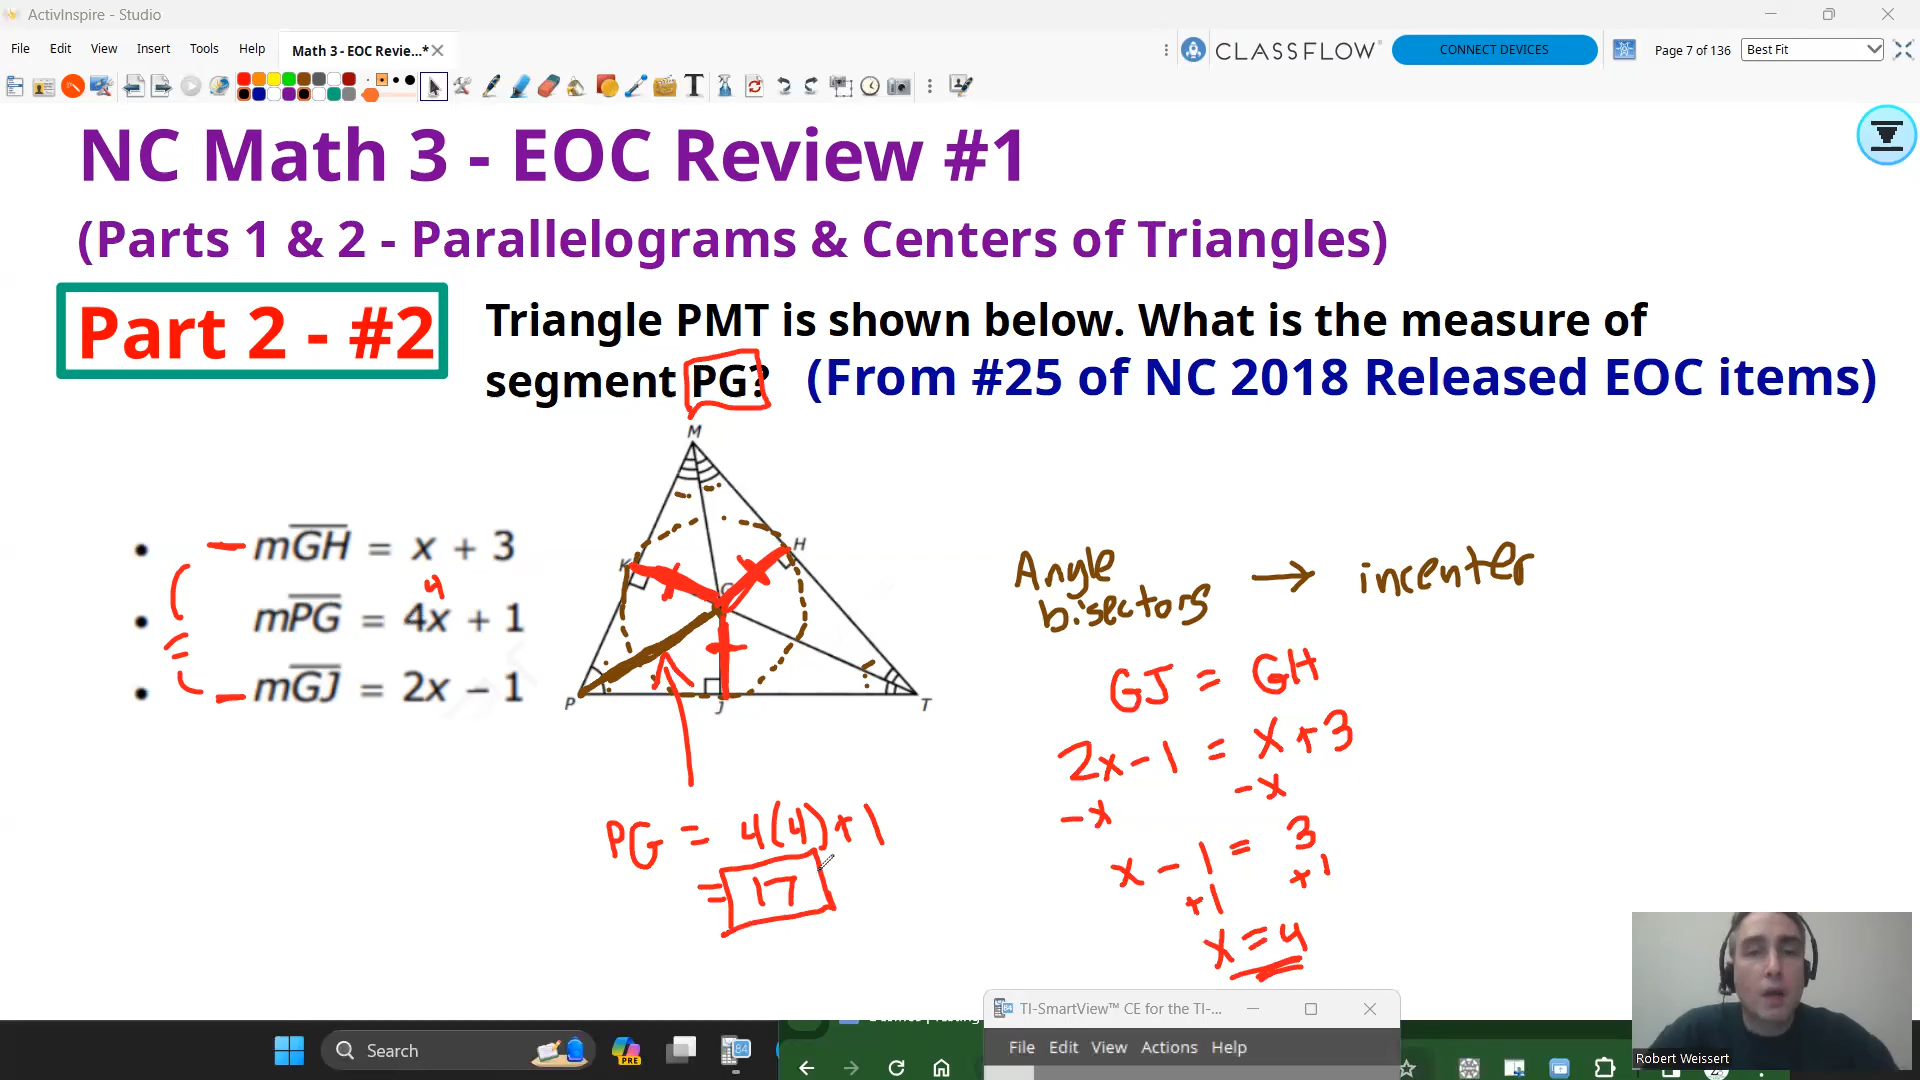 ActivInspire - Studio
File Edit View Insert Tools Help Math 3 - EOC Revie...*
CLASSFLOW CONNECT DEVICES Page 7 of 136 Best Fit
NC Math 3 - EOC Review #1
(Parts 1 & 2 - Parallelograms & Centers of Triangles)
Part 2 - #2
Triangle PMT is shown below. What is the measure of
segment PG? (From #25 of NC 2018 Released EOC items)
• mGH = x + 3
4
• mPG = 4x + 1
• mGJ = 2x − 1
M
K
H
G
P
J
T
PG = 4(4)+1
= 17
Angle bisectors → incenter
GJ = GH
2x-1 = x+3
-x -x
x-1 = 3
+1 +1
x=4
Robert Weissert
TI-SmartView™ CE for the TI-...
File Edit View Actions Help
Search
PRE
84